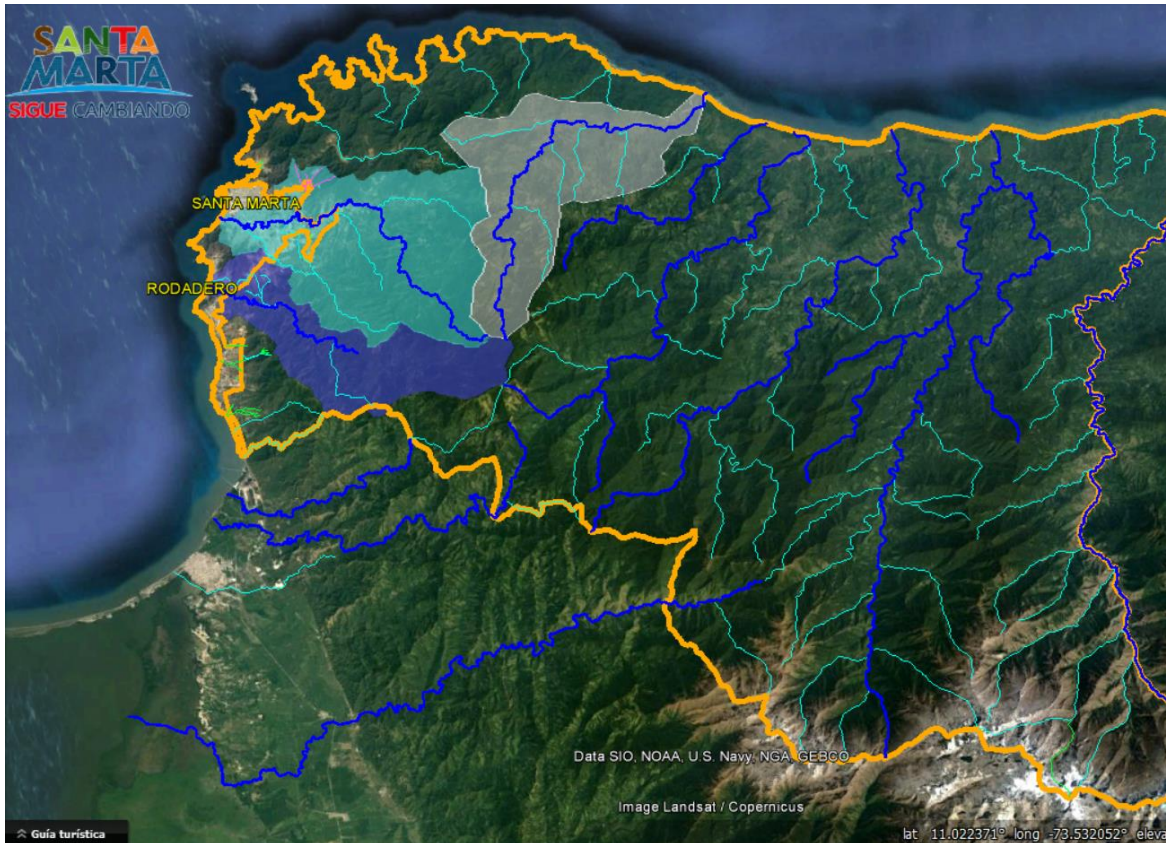 SANTA
MARTA
SIGUE CAMBIANDO
SANTA MARTA
RODADERO
Data SIO, NOAA, U.S. Navy, NGA, GEBCO
Image Landsat / Copernicus
Guía turística
lat 11.022371° long -73.532052° eleva